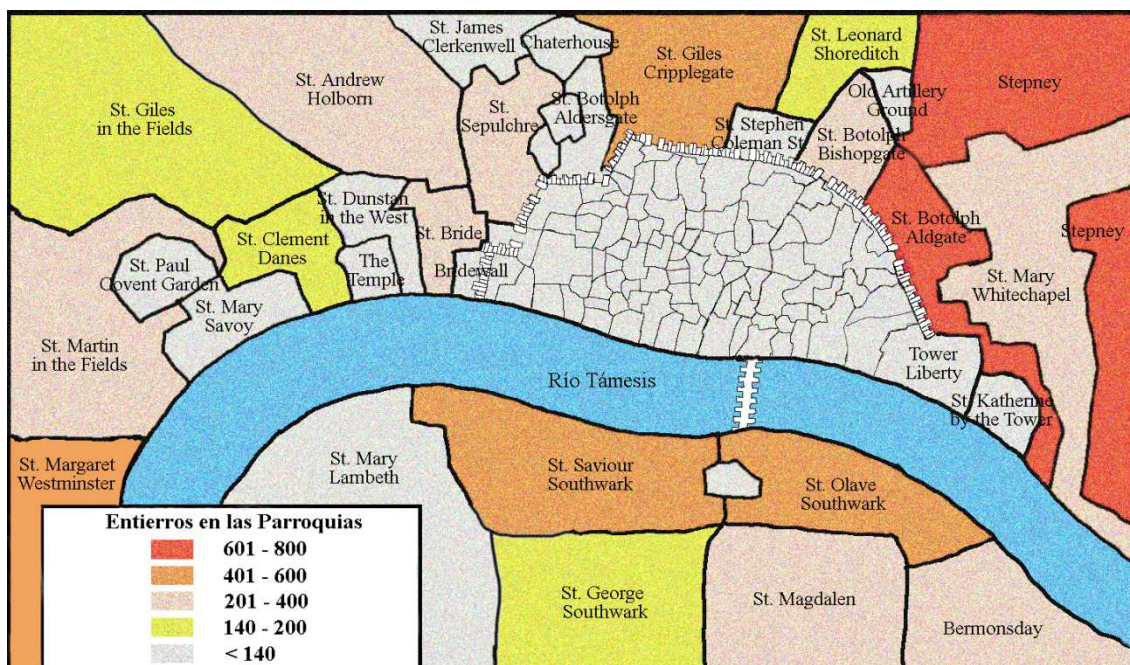 St. James
Clerkenwell
Chaterhouse
St. Giles
Cripplegate
St. Leonard
Shoreditch
Stepney
St. Andrew
Holborn
St. Giles
in the Fields
St.
Sepulchre
St. Botolph
Aldersgate
Old Artillery
Ground
St. Stephen
Coleman St.
St. Botolph
Bishopgate
St. Dunstan
in the West
St. Bride
St. Clement
Danes
The
Temple
Bridewall
St. Botolph
Aldgate
Stepney
St. Paul
Covent Garden
St. Mary
Whitechapel
St. Mary
Savoy
St. Martin
in the Fields
Tower
Liberty
Río Támesis
St. Katherine
by the Tower
St. Margaret
Westminster
St. Mary
Lambeth
St. Saviour
Southwark
St. Olave
Southwark
Entierros en las Parroquias
601 - 800
401 - 600
201 - 400
140 - 200
< 140
St. George
Southwark
St. Magdalen
Bermonsday